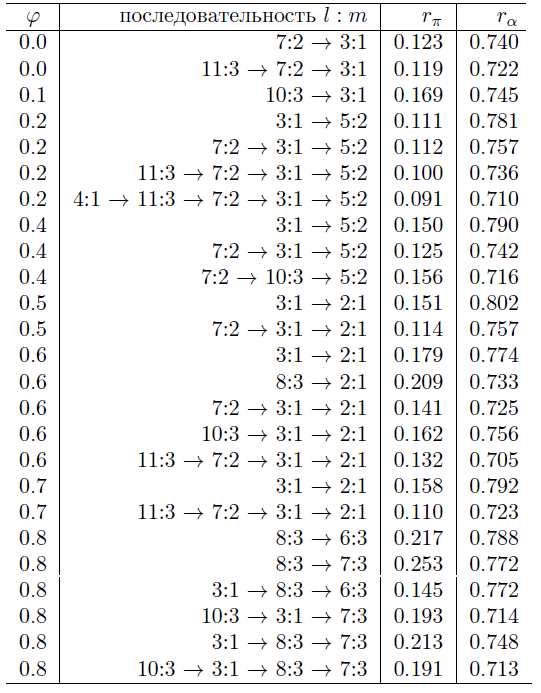 φ последовательность l : m r_π r_α
0.0 7:2 → 3:1 0.123 0.740
0.0 11:3 → 7:2 → 3:1 0.119 0.722
0.1 10:3 → 3:1 0.169 0.745
0.2 3:1 → 5:2 0.111 0.781
0.2 7:2 → 3:1 → 5:2 0.112 0.757
0.2 11:3 → 7:2 → 3:1 → 5:2 0.100 0.736
0.2 4:1 → 11:3 → 7:2 → 3:1 → 5:2 0.091 0.710
0.4 3:1 → 5:2 0.150 0.790
0.4 7:2 → 3:1 → 5:2 0.125 0.742
0.4 7:2 → 10:3 → 5:2 0.156 0.716
0.5 3:1 → 2:1 0.151 0.802
0.5 7:2 → 3:1 → 2:1 0.114 0.757
0.6 3:1 → 2:1 0.179 0.774
0.6 8:3 → 2:1 0.209 0.733
0.6 7:2 → 3:1 → 2:1 0.141 0.725
0.6 10:3 → 3:1 → 2:1 0.162 0.756
0.6 11:3 → 7:2 → 3:1 → 2:1 0.132 0.705
0.7 3:1 → 2:1 0.158 0.792
0.7 11:3 → 7:2 → 3:1 → 2:1 0.110 0.723
0.8 8:3 → 6:3 0.217 0.788
0.8 8:3 → 7:3 0.253 0.772
0.8 3:1 → 8:3 → 6:3 0.145 0.772
0.8 10:3 → 3:1 → 7:3 0.193 0.714
0.8 3:1 → 8:3 → 7:3 0.213 0.748
0.8 10:3 → 3:1 → 8:3 → 7:3 0.191 0.713